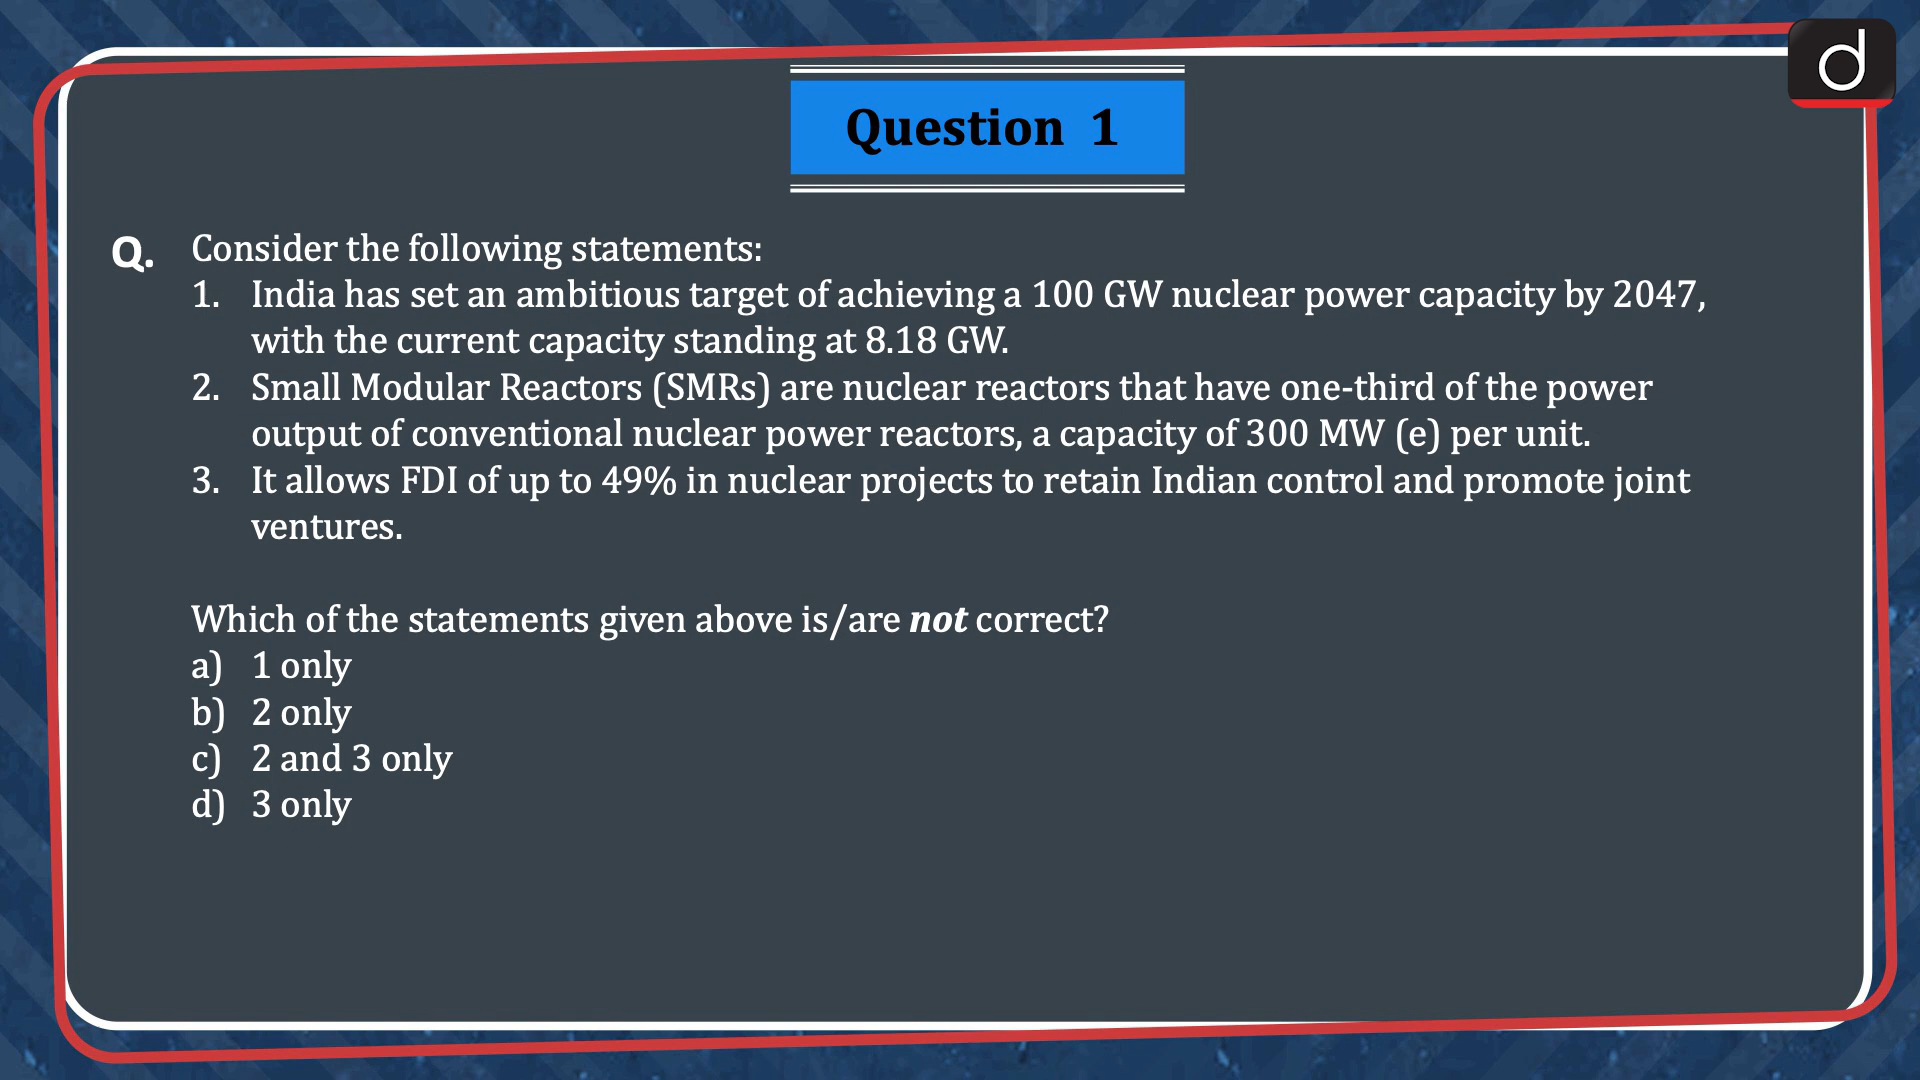 d
Question 1
Q. Consider the following statements:
1. India has set an ambitious target of achieving a 100 GW nuclear power capacity by 2047,
with the current capacity standing at 8.18 GW.
2. Small Modular Reactors (SMRs) are nuclear reactors that have one-third of the power
output of conventional nuclear power reactors, a capacity of 300 MW (e) per unit.
3. It allows FDI of up to 49% in nuclear projects to retain Indian control and promote joint
ventures.
Which of the statements given above is/are not correct?
a) 1 only
b) 2 only
c) 2 and 3 only
d) 3 only